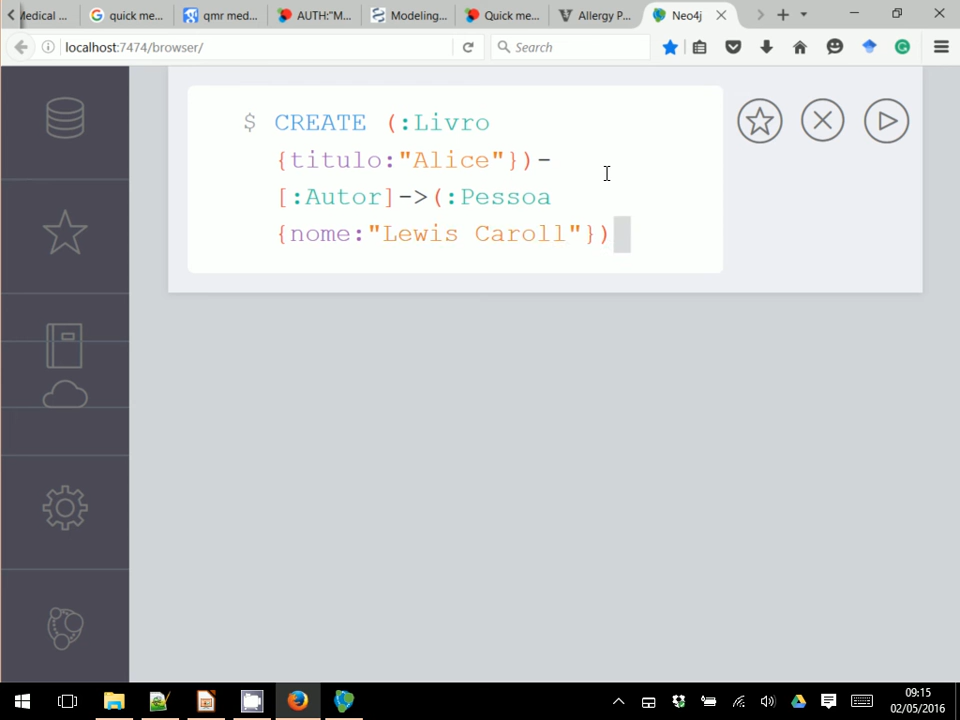 Medical ...
quick me...
qmr med...
AUTH:"M...
Modeling...
Quick me...
Allergy P...
Neo4j
localhost:7474/browser/
Search
$ CREATE (:Livro
{titulo:"Alice"})-
[:Autor]->(:Pessoa
{nome:"Lewis Caroll"})
09:15
02/05/2016